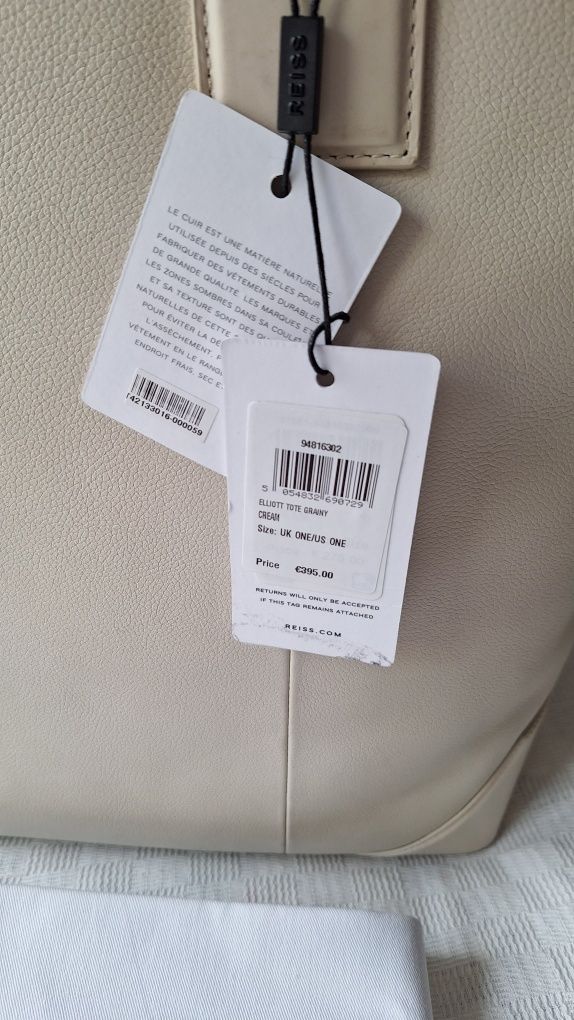 REISS
LE CUIR EST UNE MATIÈRE NATURELLE
UTILISÉE DEPUIS DES SIÈCLES POUR
FABRIQUER DES VÊTEMENTS DURABLES
DE GRANDE QUALITÉ. LES MARQUES ET
LES ZONES SOMBRES DANS SA COULEUR
ET SA TEXTURE SONT DES
NATURELLES DE CETTE
POUR ÉVITER LA
L'ASSÈCHEMENT,
VÊTEMENT EN LE
ENDROIT FRAIS, SEC
142133016-000059
94816302
5 054832 690729
ELLIOTT TOTE GRAINY
CREAM
Size: UK ONE/US ONE
Price €395.00
RETURNS WILL ONLY BE ACCEPTED
IF THIS TAG REMAINS ATTACHED
REISS.COM